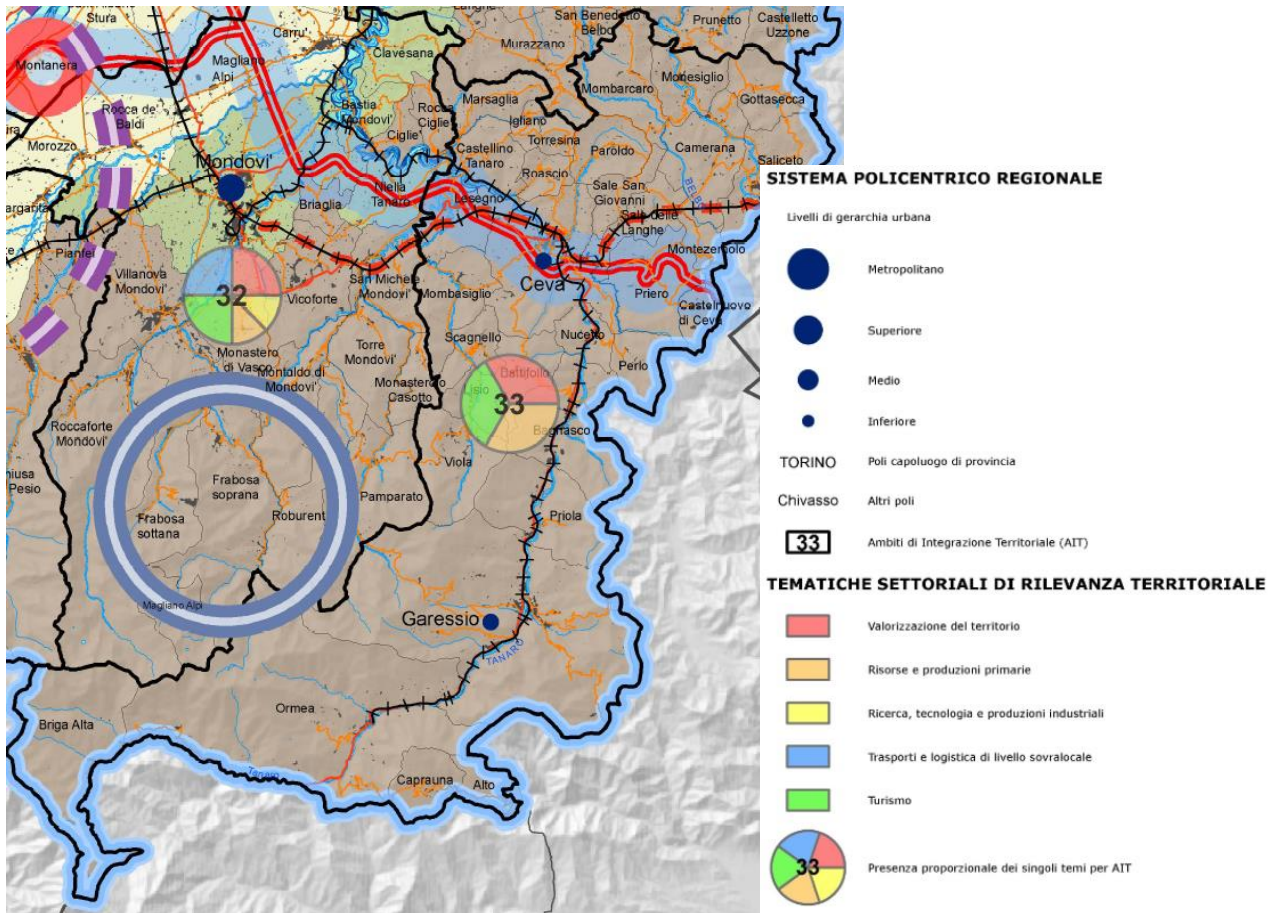 Stura
Carru'
San Benedetto
Belbo
Prunetto
Castelletto
Uzzone
Murazzano
Clavesana
Montanera
Magliano
Alpi
Monesiglio
Mombarcaro
Gottasecca
Rocca de'
Baldi
Bastia
Mondovi'
Rocca
Ciglie'
Marsaglia
Igliano
Ciglie'
Torresina
Morozzo
Castellino
Tanaro
Paroldo
Camerana
Saliceto
Mondovi'
Roascio
Niella
Tanaro
Sale San
Giovanni
BELBO
Briaglia
Lesegno
Sale delle
Langhe
Montezemolo
Pianfei
Villanova
Mondovi'
32
Vicoforte
San Michele
Mondovi'
Mombasiglio
Ceva
Priero
Castelnuovo
di Ceva
Scagnello
Nucetto
Monastero
di Vasco
Torre
Mondovi'
Perlo
Montaldo di
Mondovi'
Monasterolo
Casotto
Lisio
Battifollo
33
Roccaforte
Mondovi'
Bagnasco
Viola
Pesio
Frabosa
soprana
Pamparato
Frabosa
sottana
Roburent
Priola
Magliano Alpi
Garessio
TANARO
Ormea
Briga Alta
Tanaro
Caprauna
Alto
SISTEMA POLICENTRICO REGIONALE
Livelli di gerarchia urbana
Metropolitano
Superiore
Medio
Inferiore
TORINO Poli capoluogo di provincia
Chivasso Altri poli
33 Ambiti di Integrazione Territoriale (AIT)
TEMATICHE SETTORIALI DI RILEVANZA TERRITORIALE
Valorizzazione del territorio
Risorse e produzioni primarie
Ricerca, tecnologia e produzioni industriali
Trasporti e logistica di livello sovralocale
Turismo
33 Presenza proporzionale dei singoli temi per AIT